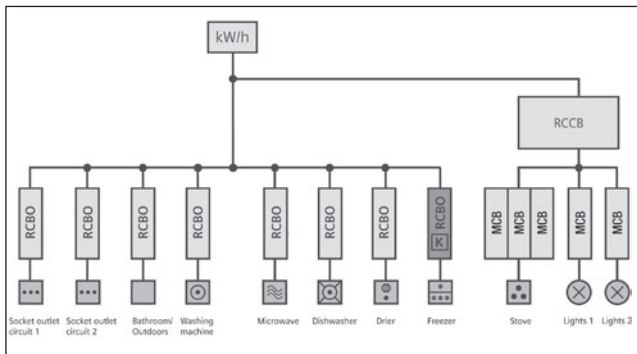 kW/h
RCCB
RCBO
RCBO
RCBO
RCBO
RCBO
RCBO
RCBO
RCBO
K
MCB
MCB
MCB
MCB
MCB
Socket outlet
circuit 1
Socket outlet
circuit 2
Bathroom/
Outdoors
Washing
machine
Microwave
Dishwasher
Drier
Freezer
Stove
Lights 1
Lights 2